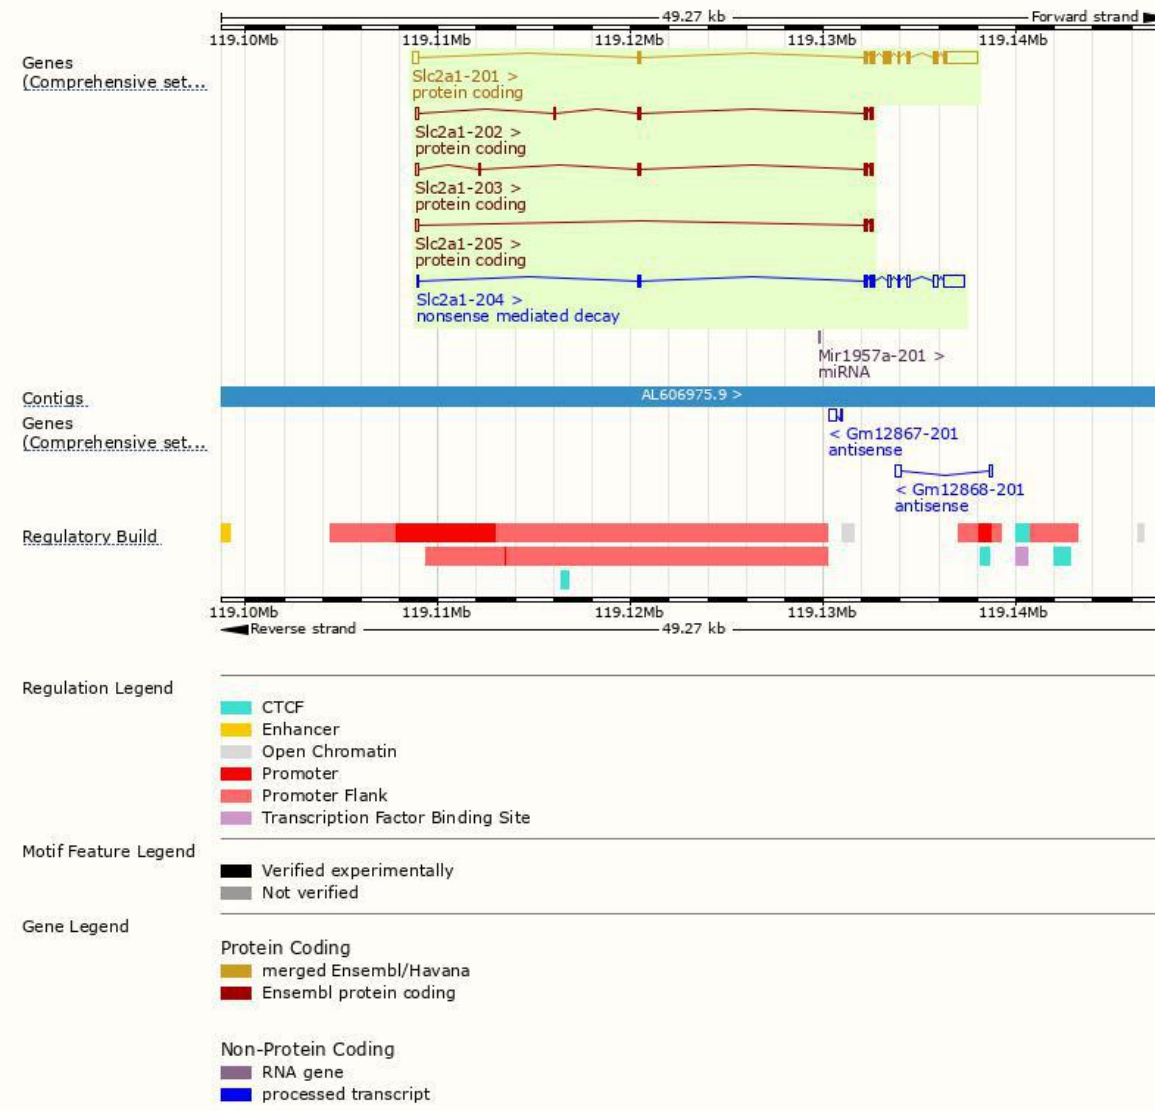 49.27 kb Forward strand
119.10Mb 119.11Mb 119.12Mb 119.13Mb 119.14Mb
Genes
(Comprehensive set...
Slc2a1-201 >
protein coding
Slc2a1-202 >
protein coding
Slc2a1-203 >
protein coding
Slc2a1-205 >
protein coding
Slc2a1-204 >
nonsense mediated decay
Mir1957a-201 >
miRNA
Contigs AL606975.9 >
Genes
(Comprehensive set...
< Gm12867-201
antisense
< Gm12868-201
antisense
Regulatory Build
119.10Mb 119.11Mb 119.12Mb 119.13Mb 119.14Mb
Reverse strand 49.27 kb
Regulation Legend
CTCF
Enhancer
Open Chromatin
Promoter
Promoter Flank
Transcription Factor Binding Site
Motif Feature Legend
Verified experimentally
Not verified
Gene Legend
Protein Coding
merged Ensembl/Havana
Ensembl protein coding
Non-Protein Coding
RNA gene
processed transcript